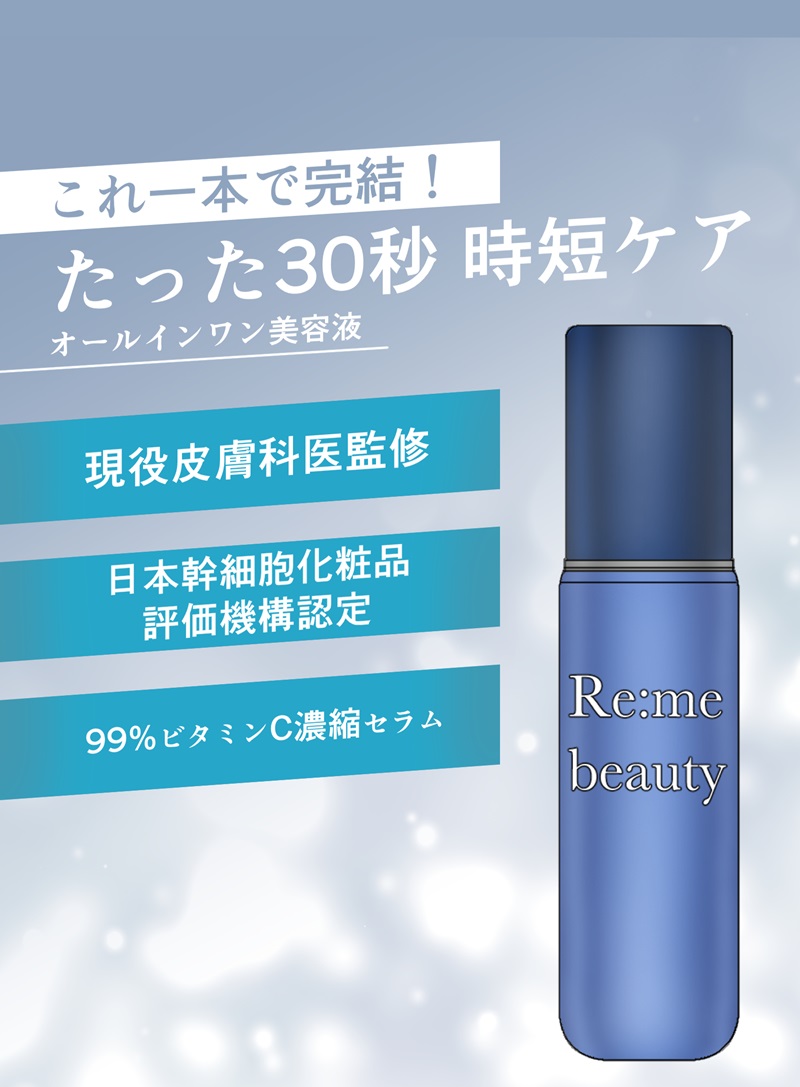 これ一本で完結！
たった30秒 時短ケア
オールインワン美容液
現役皮膚科医監修
日本幹細胞化粧品
評価機構認定
99%ビタミンC濃縮セラム
Re:me
beauty